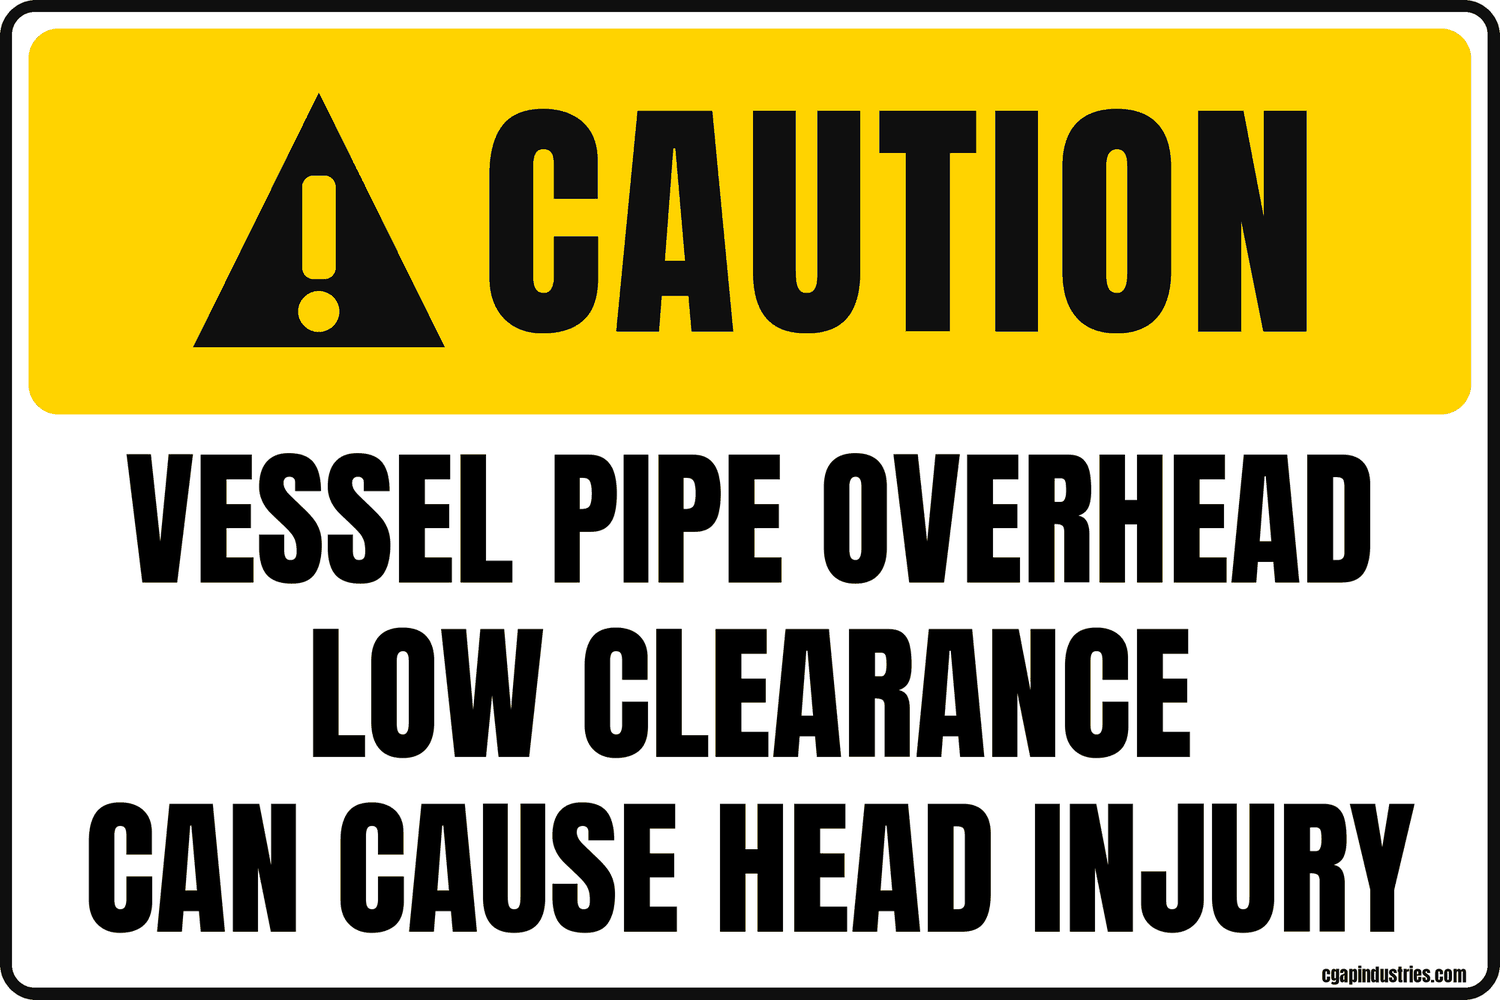 CAUTION
VESSEL PIPE OVERHEAD
LOW CLEARANCE
CAN CAUSE HEAD INJURY
cgapindustries.com